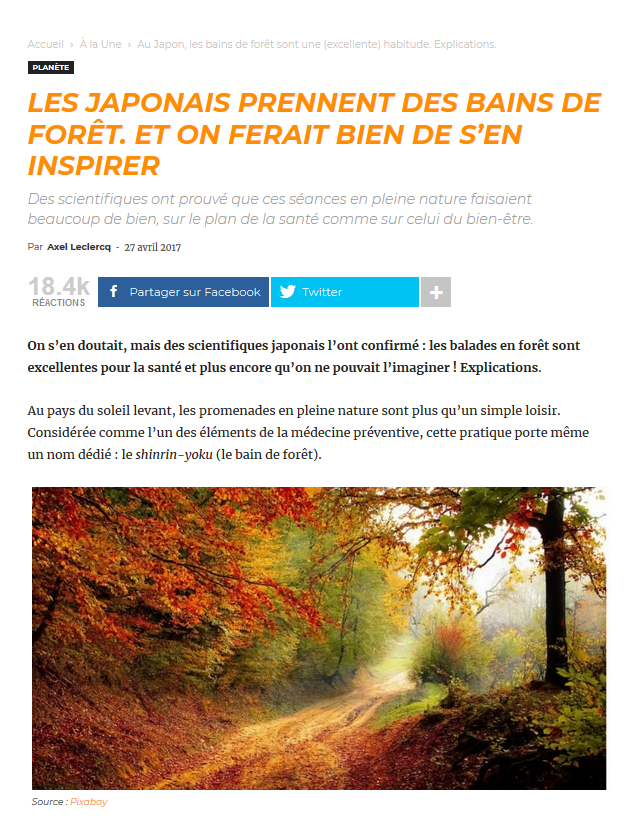 Accueil › À la Une › Au Japon, les bains de forêt sont une (excellente) habitude. Explications.
PLANÈTE
LES JAPONAIS PRENNENT DES BAINS DE
FORÊT. ET ON FERAIT BIEN DE S’EN
INSPIRER
Des scientifiques ont prouvé que ces séances en pleine nature faisaient
beaucoup de bien, sur le plan de la santé comme sur celui du bien-être.
Par Axel Leclercq - 27 avril 2017
18.4k
RÉACTIONS
Partager sur Facebook
Twitter
+
On s’en doutait, mais des scientifiques japonais l’ont confirmé : les balades en forêt sont
excellentes pour la santé et plus encore qu’on ne pouvait l’imaginer ! Explications.
Au pays du soleil levant, les promenades en pleine nature sont plus qu’un simple loisir.
Considérée comme l’un des éléments de la médecine préventive, cette pratique porte même
un nom dédié : le shinrin-yoku (le bain de forêt).
Source : Pixabay